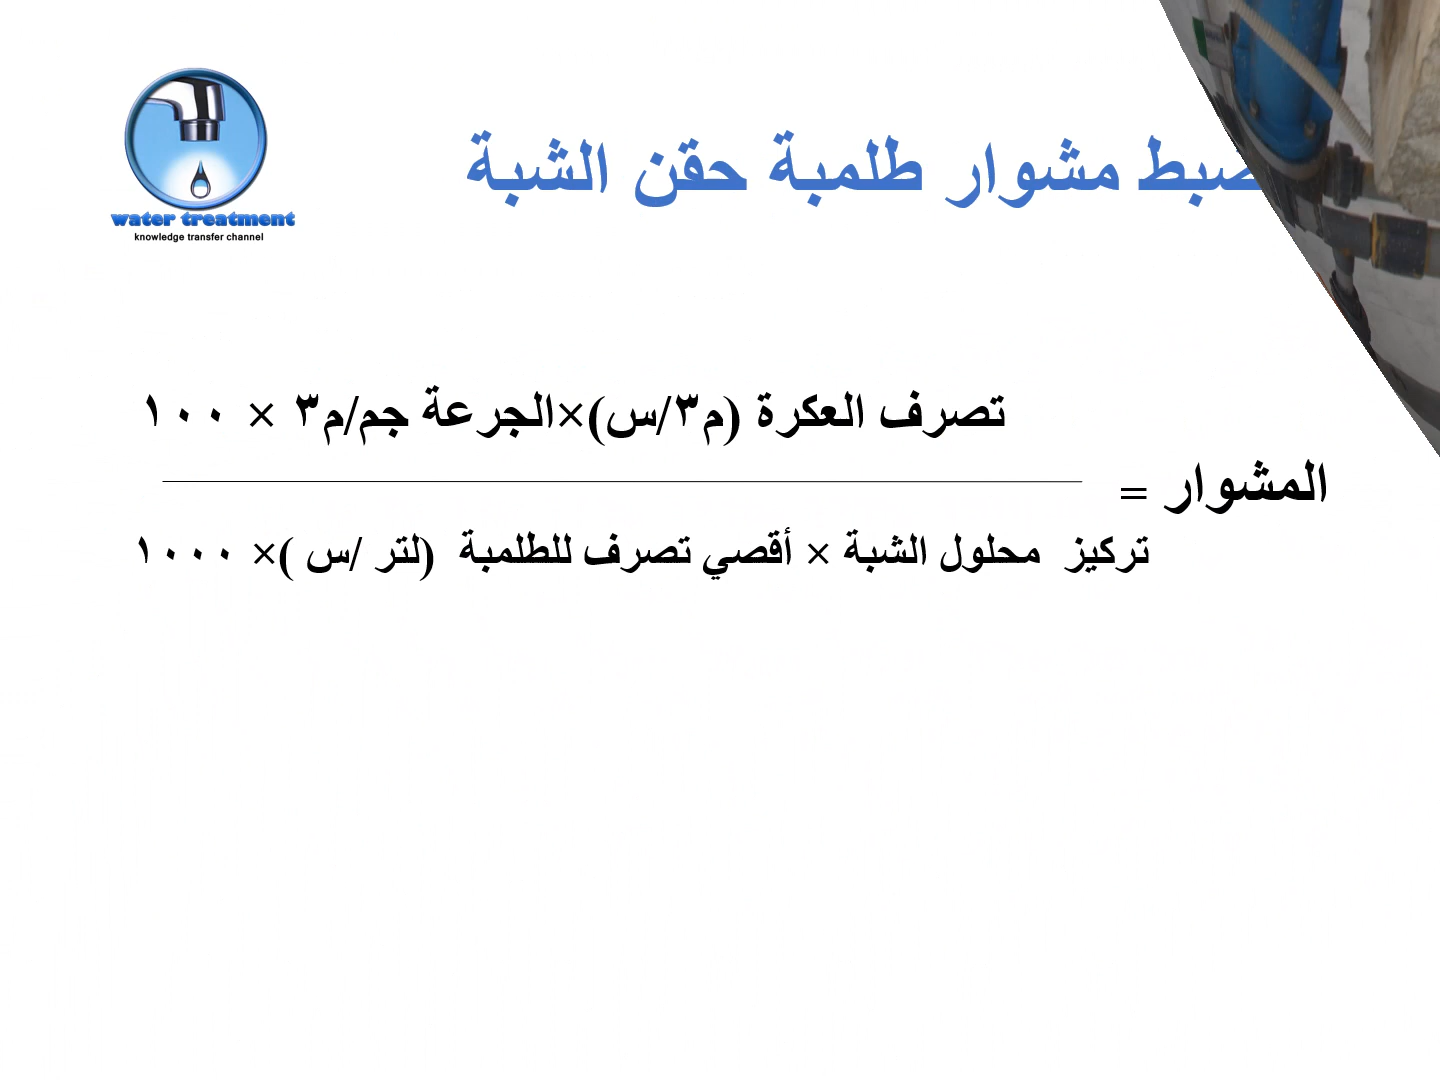 ضبط مشوار طلمبة حقن الشبة
water treatment
knowledge transfer channel
تصرف العكرة (م٣/س)×الجرعة جم/م٣ × ١٠٠
المشوار =
تركيز محلول الشبة × أقصي تصرف للطلمبة (لتر /س )× ١٠٠٠